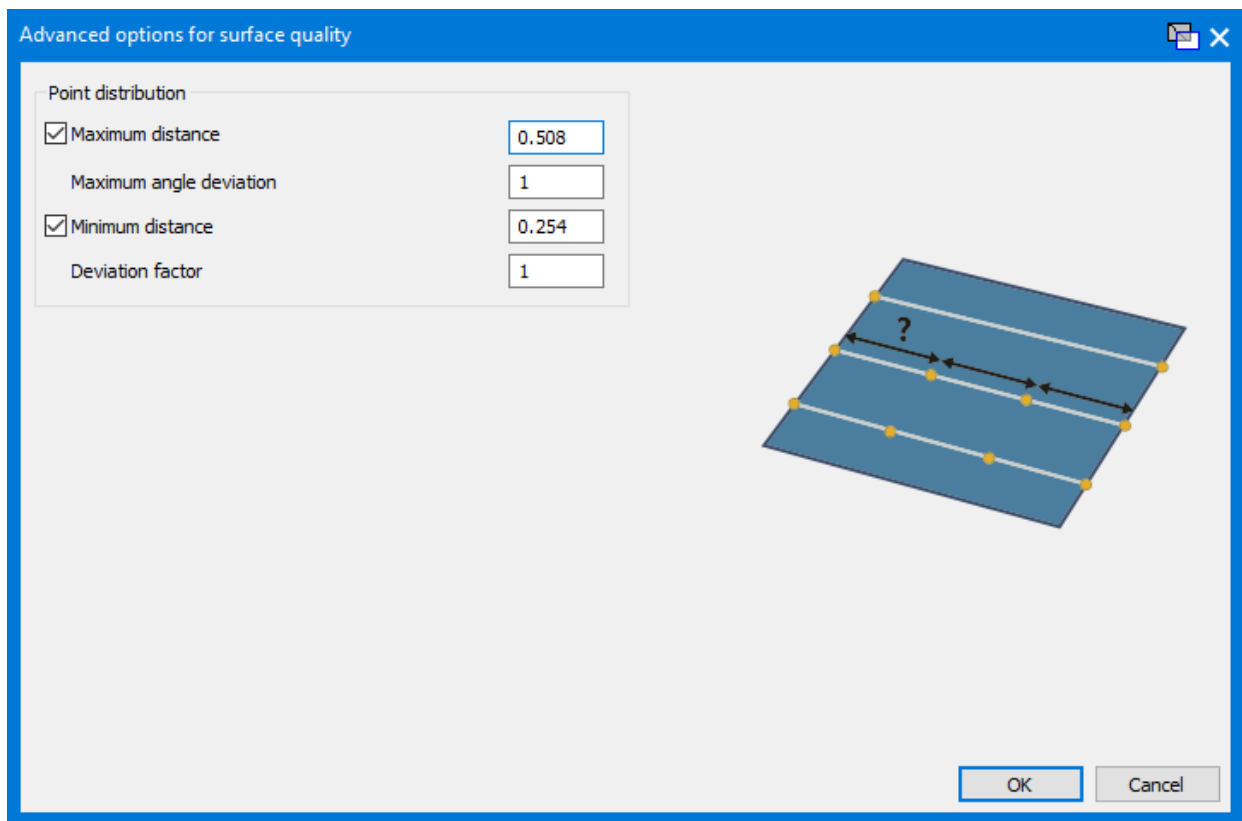 Advanced options for surface quality
Point distribution
Maximum distance 0.508
Maximum angle deviation 1
Minimum distance 0.254
Deviation factor 1
?
OK Cancel